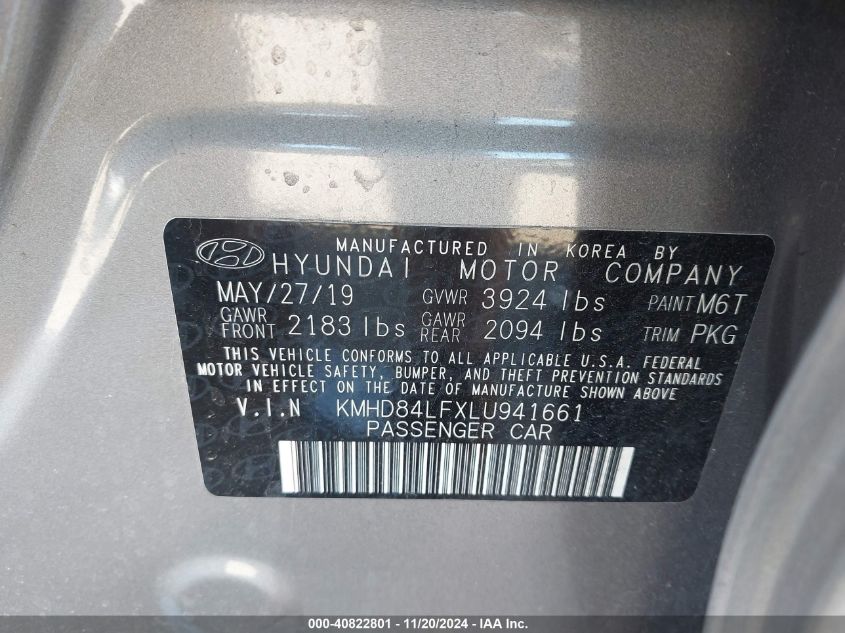 MANUFACTURED IN KOREA BY
HYUNDAI MOTOR COMPANY
MAY/27/19 GVWR 3924 lbs PAINT M6T
GAWR FRONT 2183 lbs GAWR REAR 2094 lbs TRIM PKG
THIS VEHICLE CONFORMS TO ALL APPLICABLE U.S.A. FEDERAL
MOTOR VEHICLE SAFETY, BUMPER, AND THEFT PREVENTION STANDARDS
IN EFFECT ON THE DATE OF MANUFACTURE SHOWN ABOVE
V.I.N KMHD84LFXLU941661
PASSENGER CAR
000-40822801 - 11/20/2024 - IAA Inc.